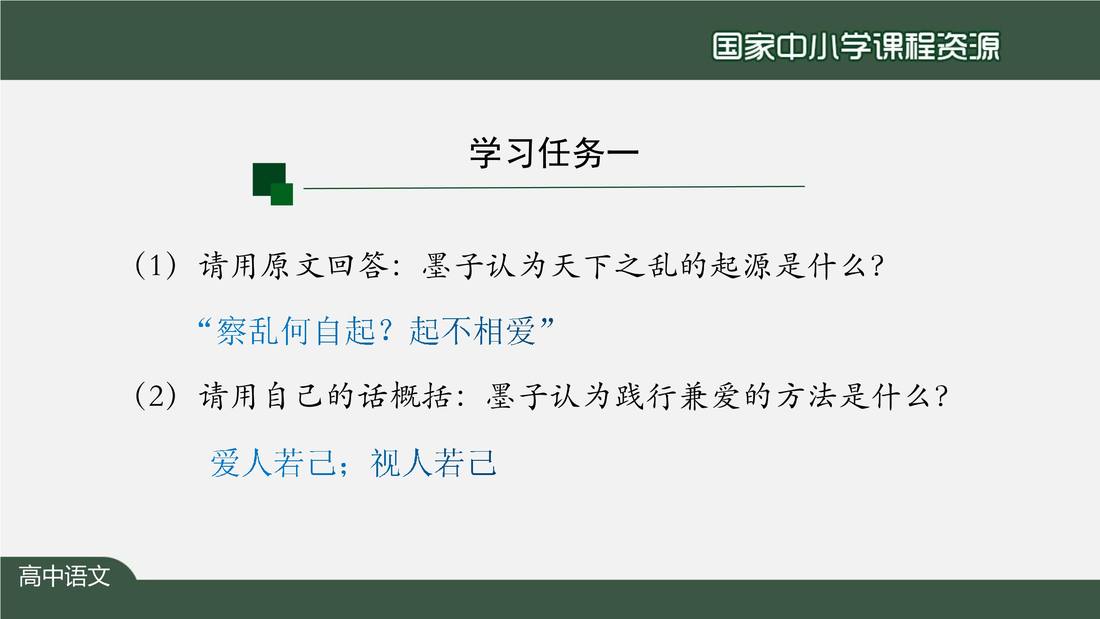 国家中小学课程资源
学习任务一
（1）请用原文回答：墨子认为天下之乱的起源是什么？
“察乱何自起？起不相爱”
（2）请用自己的话概括：墨子认为践行兼爱的方法是什么？
爱人若己；视人若己
高中语文